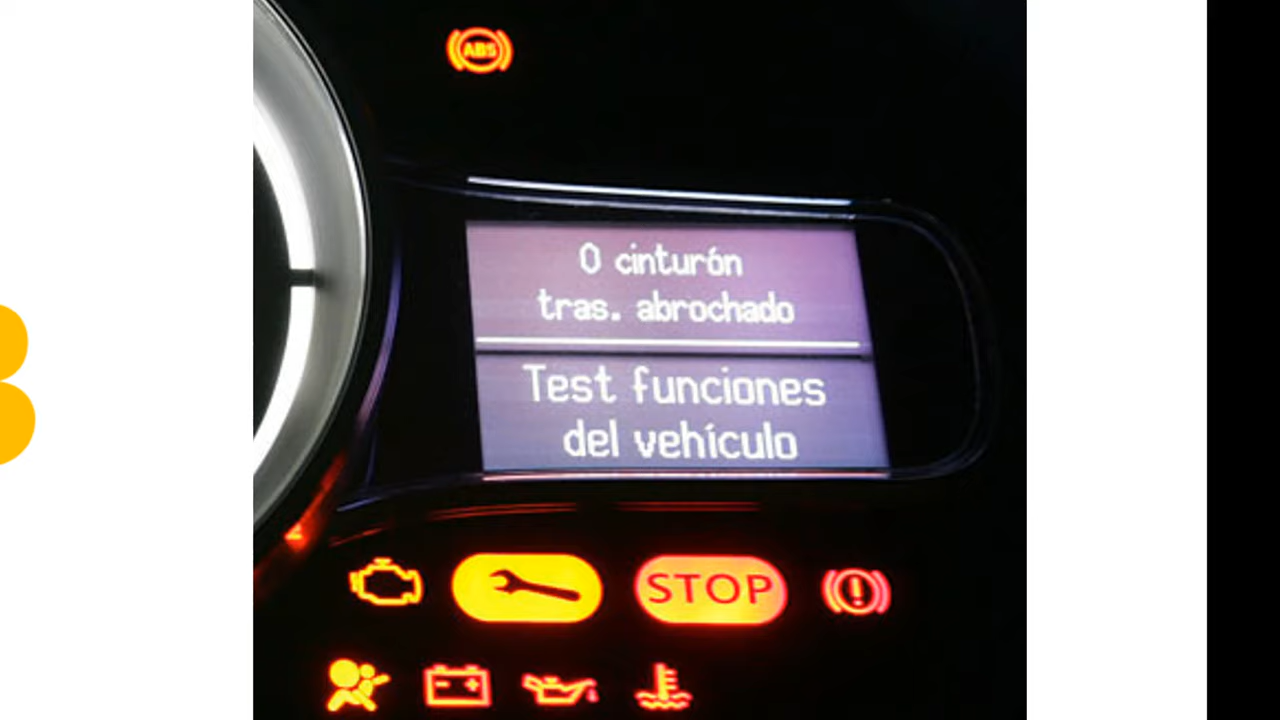 ABS
0 cinturón
tras. abrochado
Test funciones
del vehículo
STOP